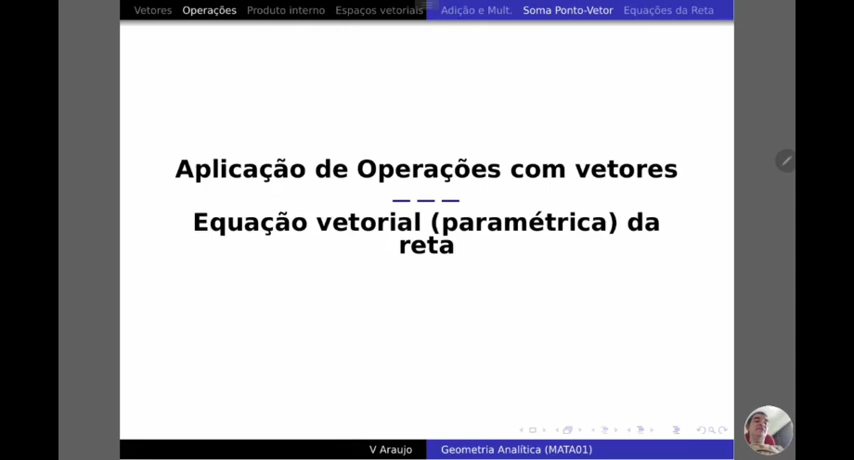 Vetores Operações Produto interno Espaços vetoriais Adição e Mult. Soma Ponto-Vetor Equações da Reta
Aplicação de Operações com vetores
Equação vetorial (paramétrica) da
reta
V Araujo Geometria Analítica (MATA01)